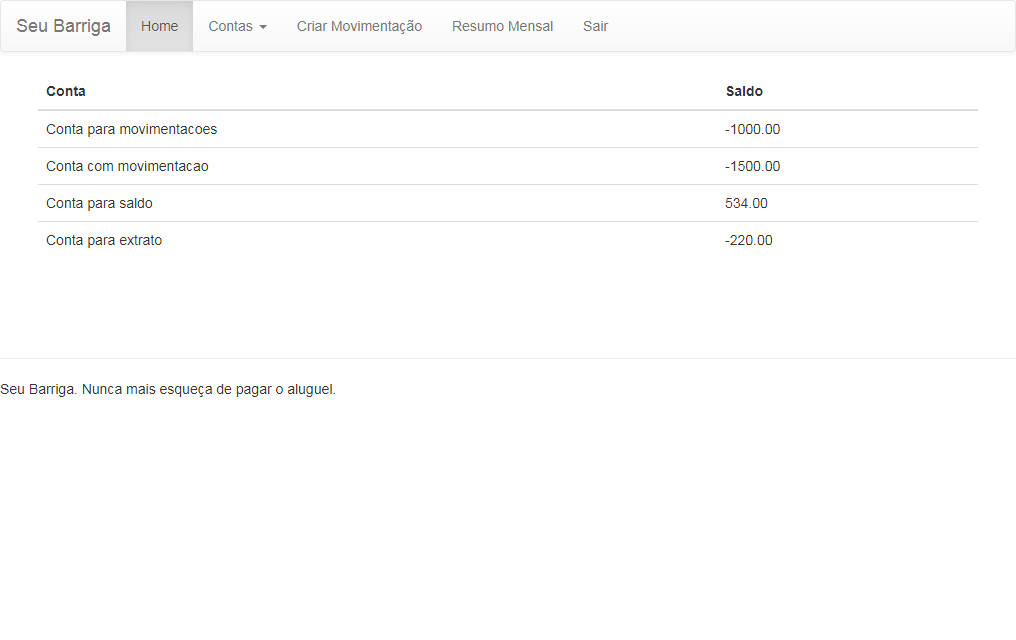 Seu Barriga Home Contas Criar Movimentação Resumo Mensal Sair
Conta Saldo
Conta para movimentacoes -1000.00
Conta com movimentacao -1500.00
Conta para saldo 534.00
Conta para extrato -220.00
Seu Barriga. Nunca mais esqueça de pagar o aluguel.